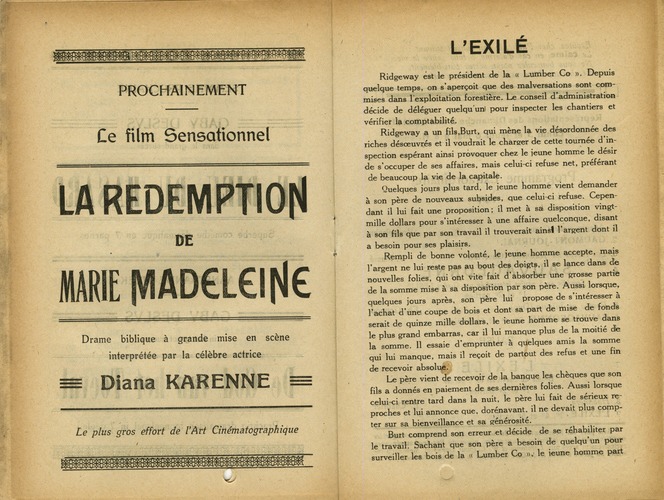 PROCHAINEMENT
Le film Sensationnel
LA REDEMPTION
DE
MARIE MADELEINE
Drame biblique à grande mise en scène
interprétée par la célèbre actrice
Diana KARENNE
Le plus gros effort de l'Art Cinématographique
L'EXILÉ
Ridgeway est le président de la « Lumber Co ». Depuis
quelque temps, on s'aperçoit que des malversations sont com-
mises dans l'exploitation forestière. Le conseil d'administration
décide de déléguer quelqu'un pour inspecter les chantiers et
vérifier la comptabilité.
Ridgeway a un fils, Burt, qui mène la vie désordonnée des
riches désœuvrés et il voudrait le charger de cette tournée d'in-
spection espérant ainsi provoquer chez le jeune homme le désir
de s'occuper de ses affaires, mais celui-ci refuse net, préférant
de beaucoup la vie de la capitale.
Quelques jours plus tard, le jeune homme vient demander
à son père de nouveaux subsides, que celui-ci refuse. Cepen-
dant il lui fait une proposition; il met à sa disposition vingt-
mille dollars pour s'intéresser à une affaire quelconque, disant
à son fils que par son travail il trouverait ainsi l'argent dont il
a besoin pour ses plaisirs.
Rempli de bonne volonté, le jeune homme accepte, mais
l'argent ne lui reste pas au bout des doigts, il se lance dans de
nouvelles folies, qui ont vite fait d'absorber une grosse partie
de la somme mise à sa disposition par son père. Aussi lorsque,
quelques jours après, son père lui propose de s'intéresser à
l'achat d'une coupe de bois et dont sa part de mise de fonds
serait de quinze mille dollars, le jeune homme se trouve dans
le plus grand embarras, car il lui manque plus de la moitié de
la somme. Il essaie d'emprunter à quelques amis la somme
qui lui manque, mais il reçoit de partout des refus et une fin
de recevoir absolue.
Le père vient de recevoir de la banque les chèques que son
fils a donnés en paiement de ses dernières folies. Aussi lorsque
celui-ci rentre tard dans la nuit, le père lui fait de sérieux re-
proches et lui annonce que, dorénavant, il ne devait plus comp-
ter sur sa bienveillance et sa générosité.
Burt comprend son erreur et décide de se réhabiliter par
le travail. Sachant que son père a besoin de quelqu'un pour
surveiller les bois de la « Lumber Co », le jeune homme part